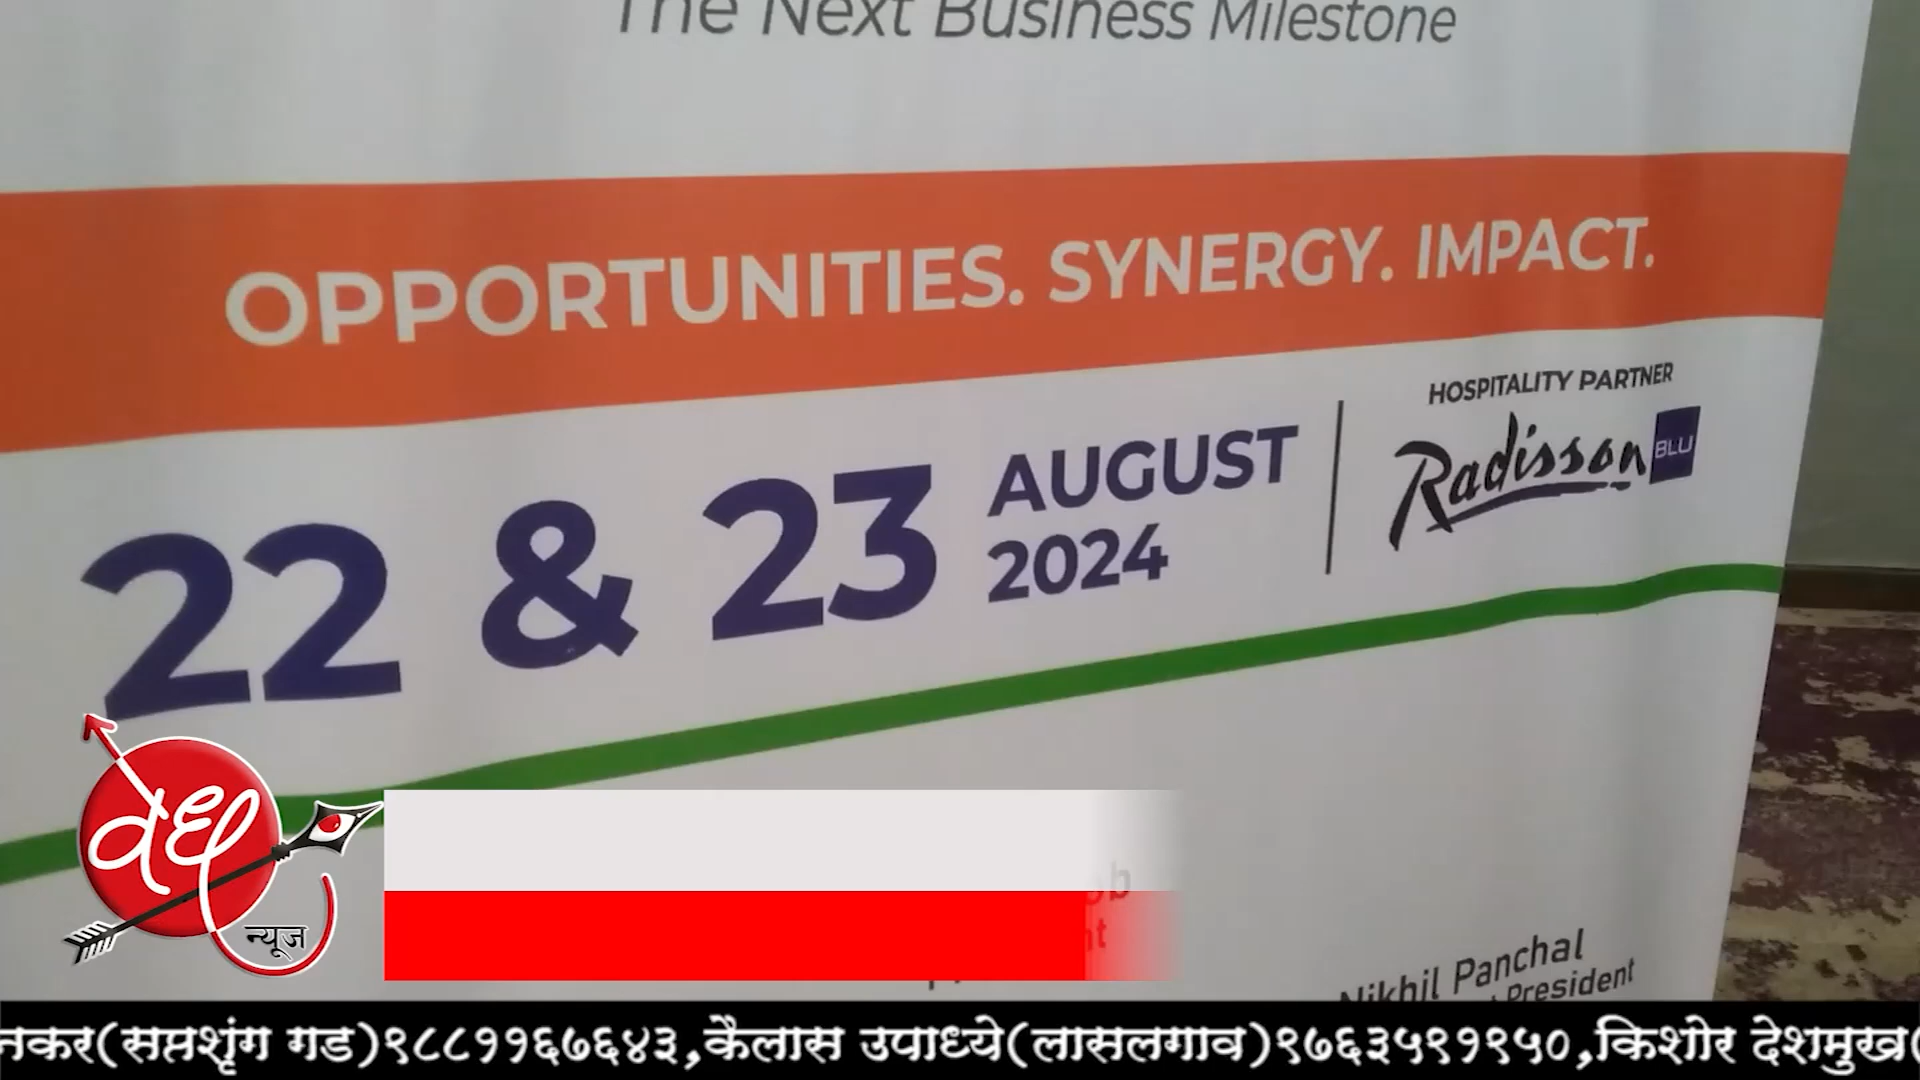 The Next Business Milestone
OPPORTUNITIES. SYNERGY. IMPACT.
22 & 23 AUGUST
2024
HOSPITALITY PARTNER
Radisson BLU
न्यूज
Nikhil Panchal
President
नकर(सप्तशृंग गड)९८८११६७६४३,कैलास उपाध्ये(लासलगाव)९७६३५९१९५०,किशोर देशमुख(